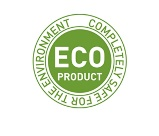 COMPLETELY SAFE FOR THE ENVIRONMENT
ECO
PRODUCT